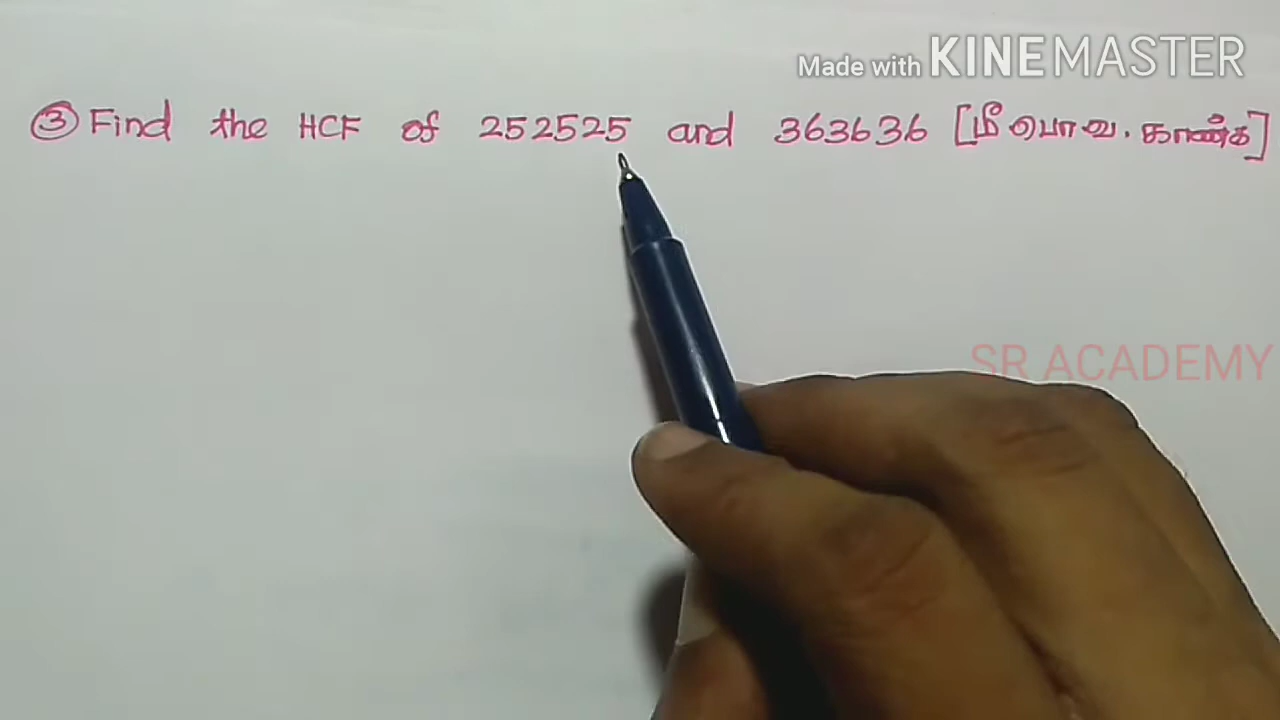 Made with KINEMASTER
③ Find the HCF of 252525 and 363636 [மீ பொ வ. காண்க]
SR ACADEMY